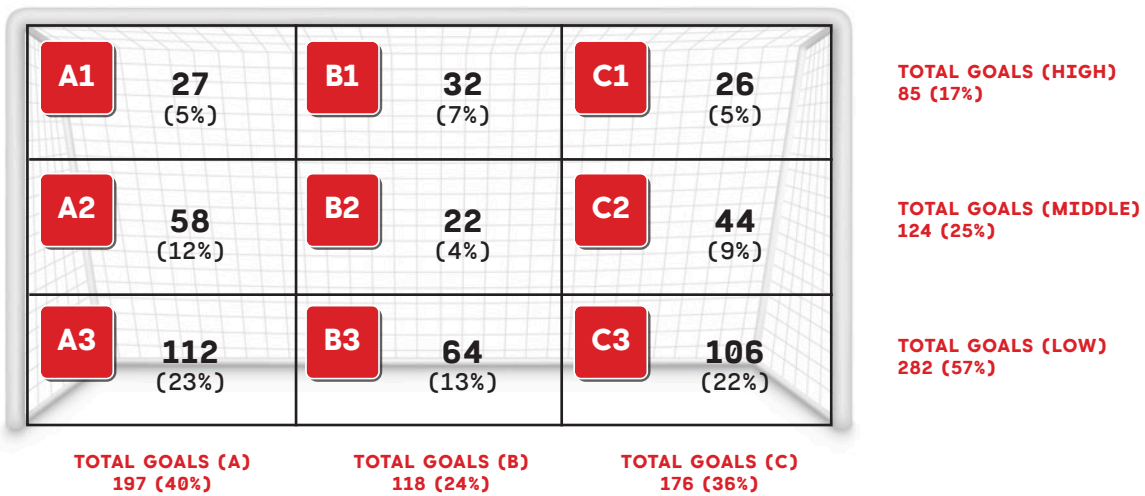 A1
27
(5%)
B1
32
(7%)
C1
26
(5%)
TOTAL GOALS (HIGH)
85 (17%)
A2
58
(12%)
B2
22
(4%)
C2
44
(9%)
TOTAL GOALS (MIDDLE)
124 (25%)
A3
112
(23%)
B3
64
(13%)
C3
106
(22%)
TOTAL GOALS (LOW)
282 (57%)
TOTAL GOALS (A)
197 (40%)
TOTAL GOALS (B)
118 (24%)
TOTAL GOALS (C)
176 (36%)